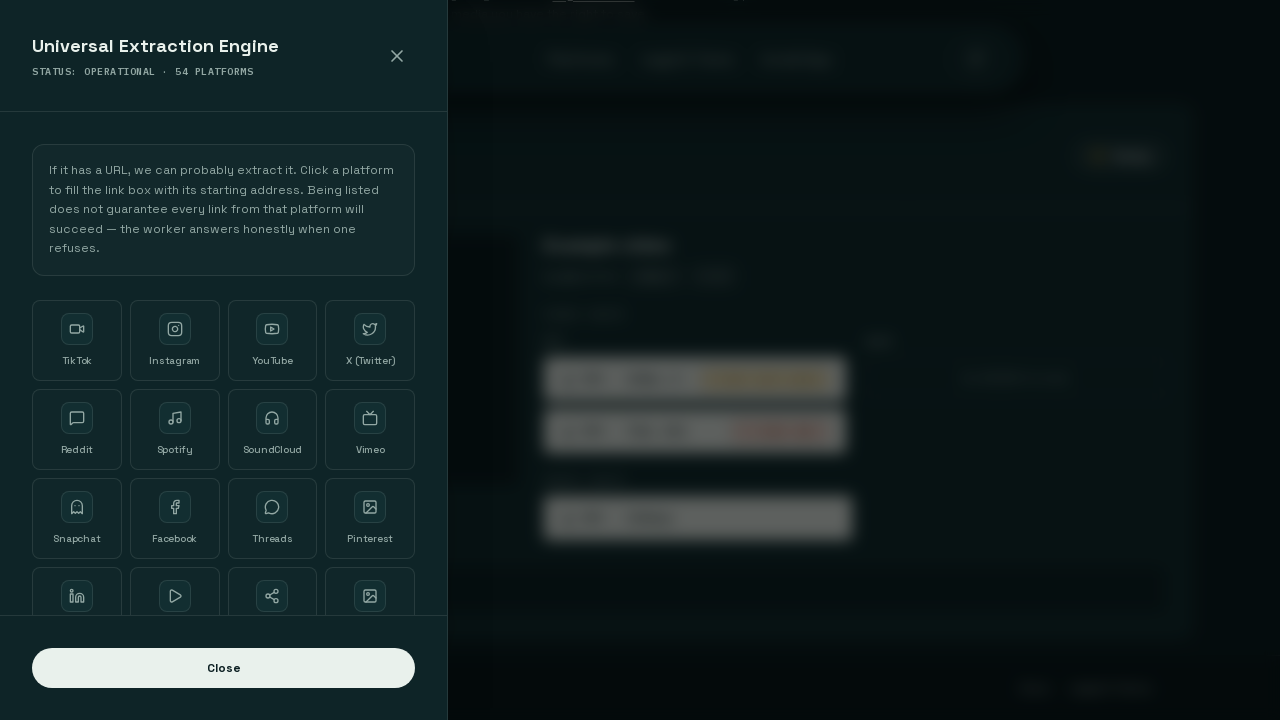 Universal Extraction Engine
STATUS: OPERATIONAL · 54 PLATFORMS
If it has a URL, we can probably extract it. Click a platform
to fill the link box with its starting address. Being listed
does not guarantee every link from that platform will
succeed — the worker answers honestly when one
refuses.
TikTok
Instagram
YouTube
X (Twitter)
Reddit
Spotify
SoundCloud
Vimeo
Snapchat
Facebook
Threads
Pinterest
Close